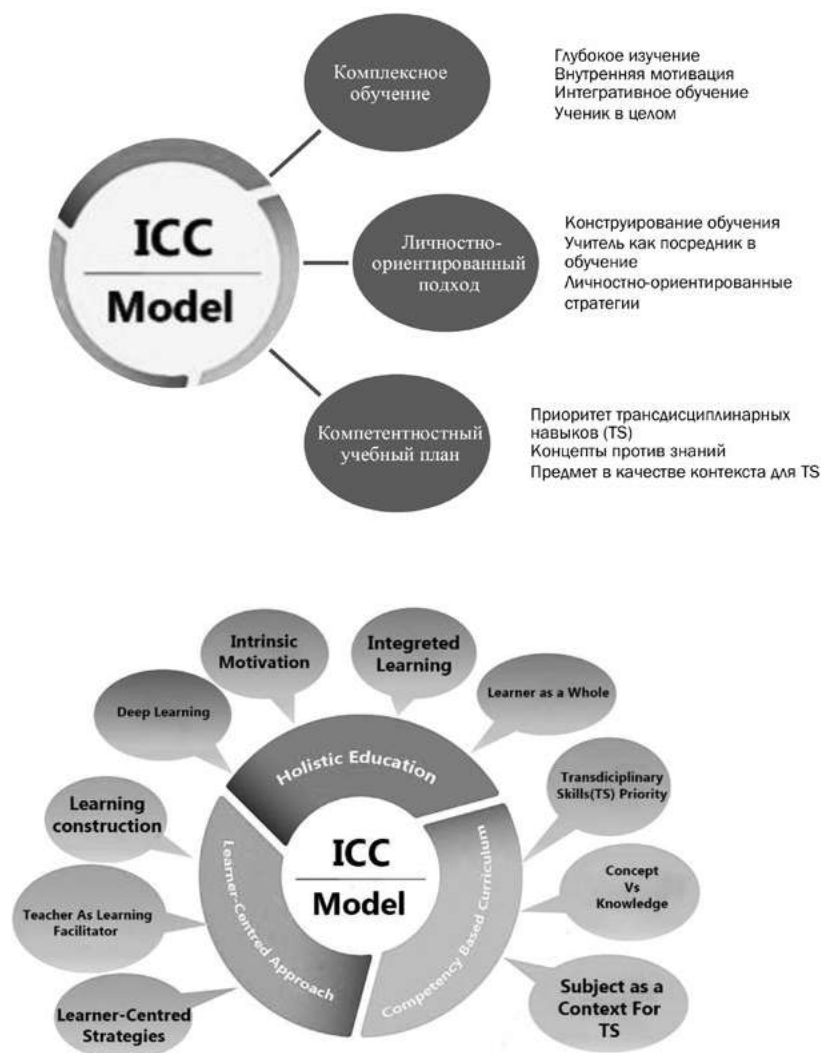 Комплексное
обучение
Глубокое изучение
Внутренняя мотивация
Интегративное обучение
Ученик в целом
ICC
Model
Личностно-
ориентированный
подход
Конструирование обучения
Учитель как посредник в
обучение
Личностно-ориентированные
стратегии
Компетентностный
учебный план
Приоритет трансдисциплинарных
навыков (TS)
Концепты против знаний
Предмет в качестве контекста для TS
Intrinsic
Motivation
Integreted
Learning
Deep Learning
Learner as a Whole
Holistic Education
Learning
construction
Transdiciplinary
Skills(TS) Priority
ICC
Model
Learner-Centred Approach
Competency Based Curriculum
Teacher As Learning
Facilitator
Concept
Vs
Knowledge
Learner-Centred
Strategies
Subject as a
Context For
TS